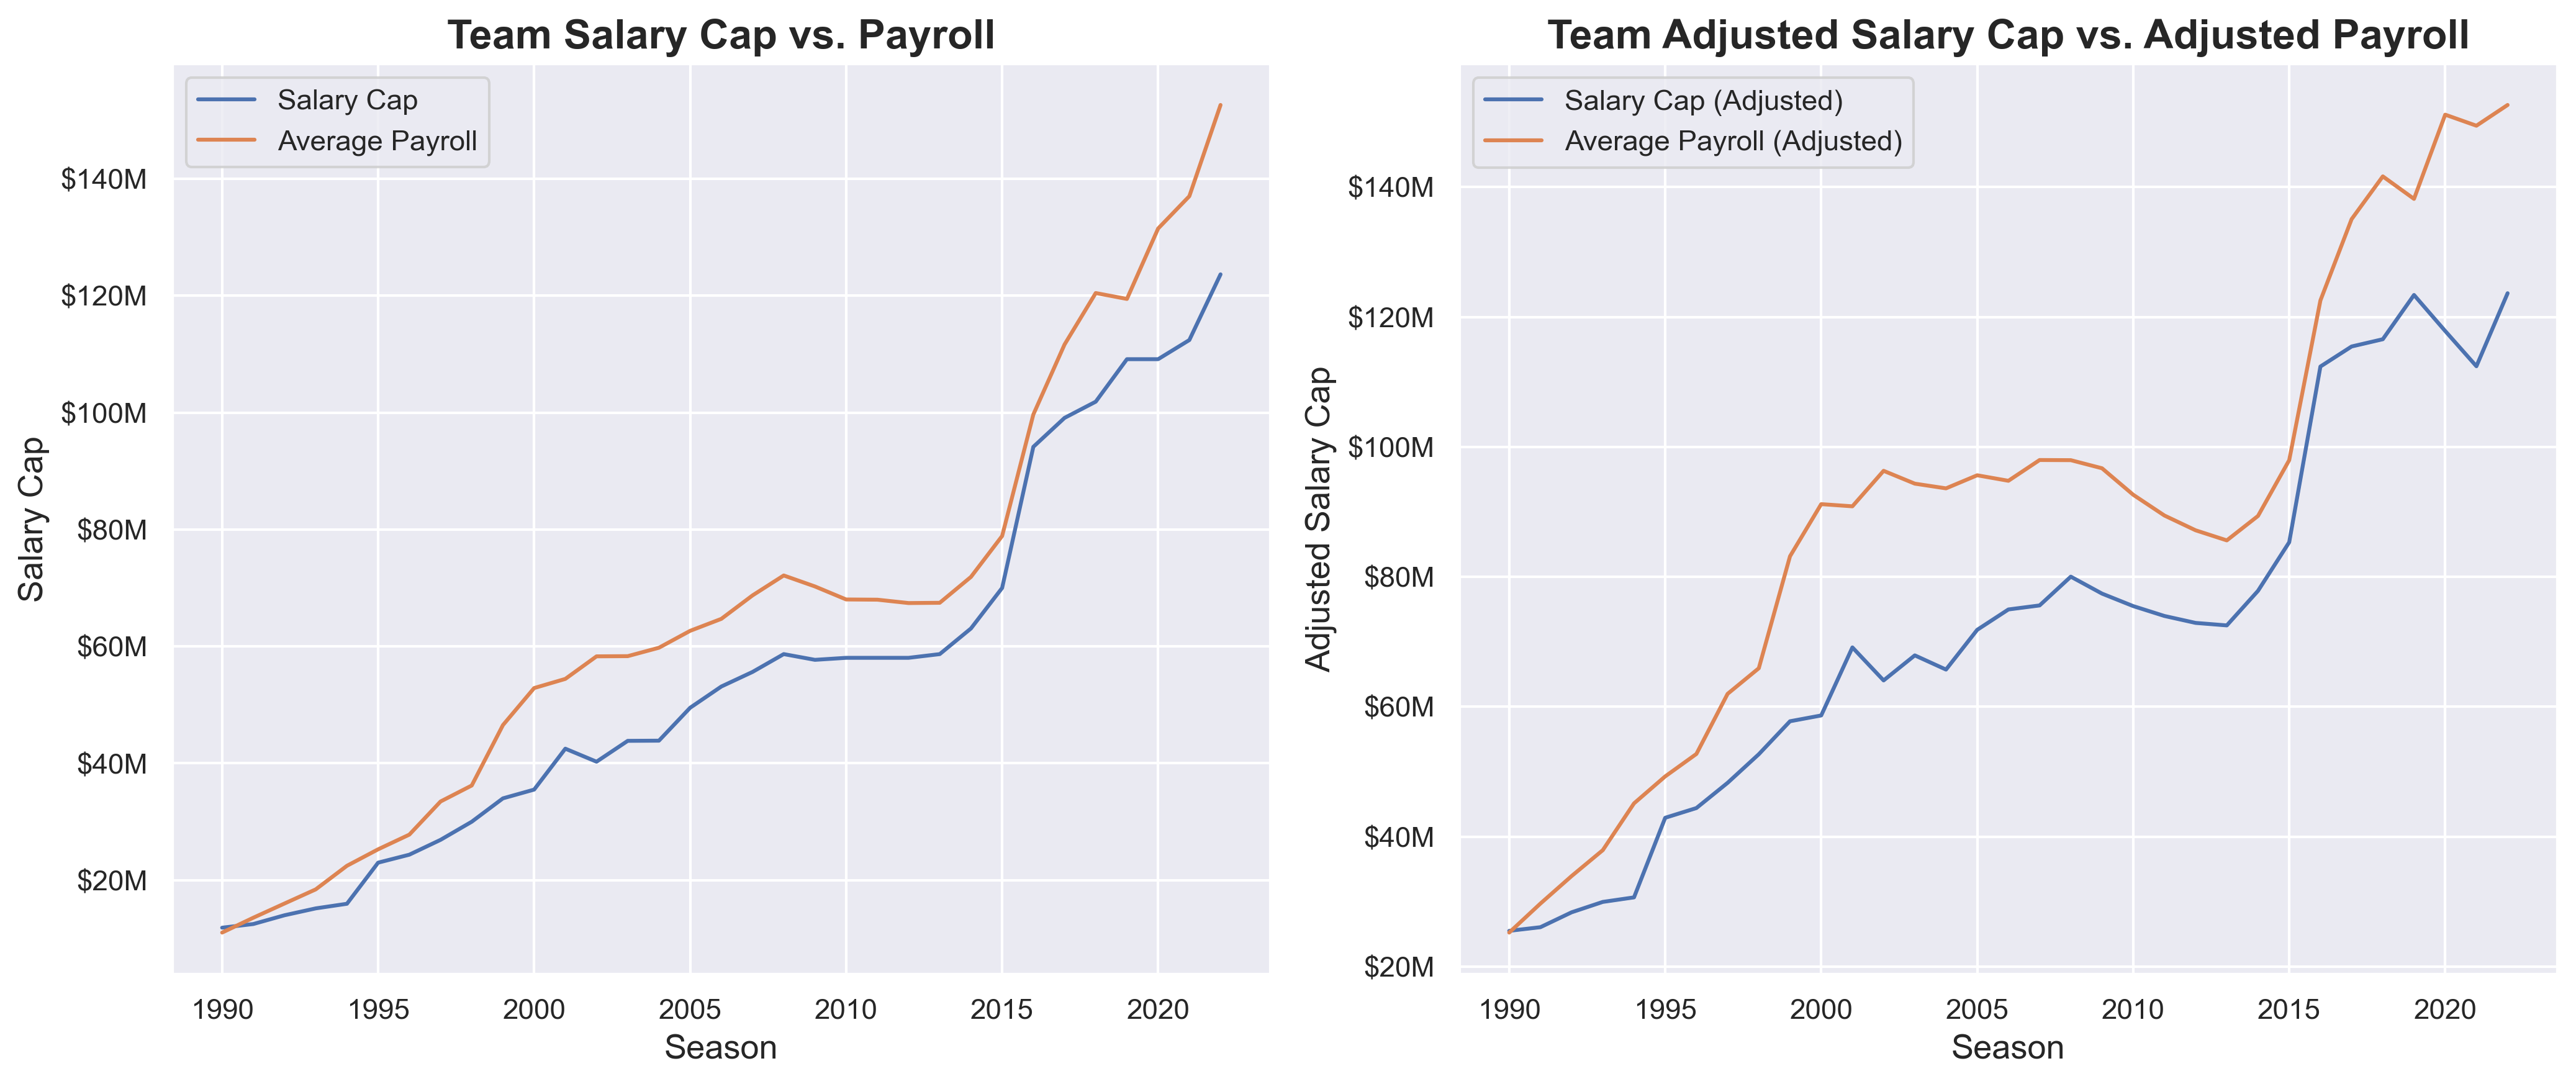 Team Salary Cap vs. Payroll
Salary Cap
Average Payroll
$140M
$120M
$100M
$80M
$60M
$40M
$20M
Salary Cap
1990 1995 2000 2005 2010 2015 2020
Season
Team Adjusted Salary Cap vs. Adjusted Payroll
Salary Cap (Adjusted)
Average Payroll (Adjusted)
$140M
$120M
$100M
$80M
$60M
$40M
$20M
Adjusted Salary Cap
1990 1995 2000 2005 2010 2015 2020
Season